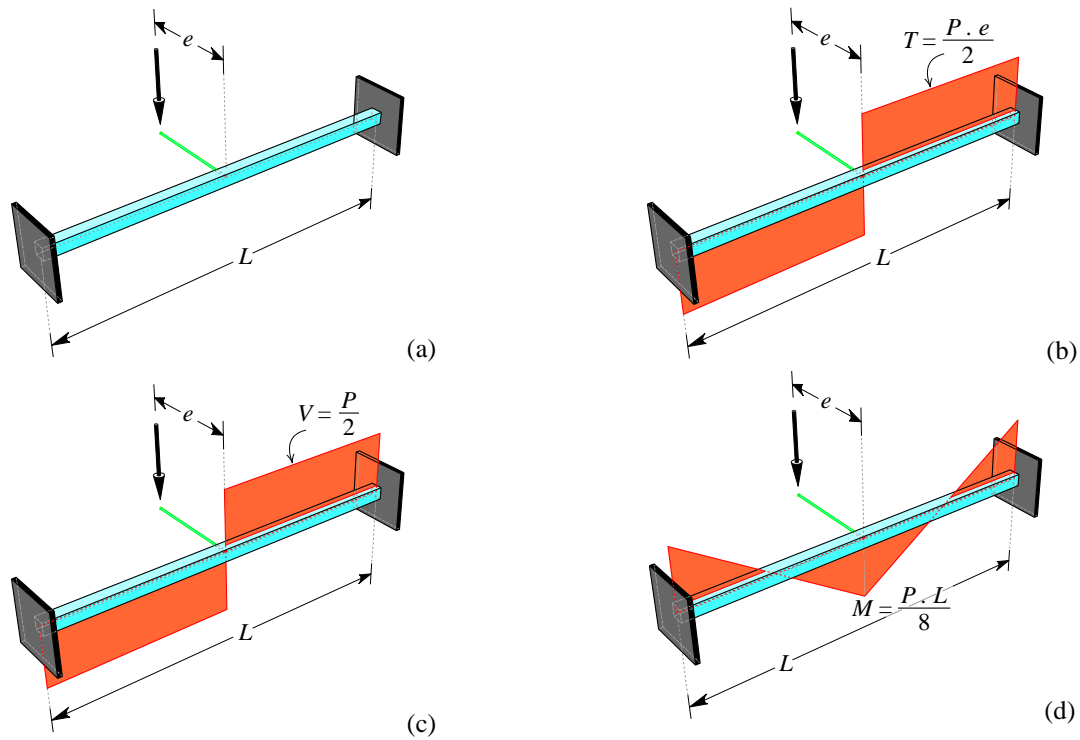 e
L
(a)
e
T = P . e / 2
L
(b)
e
V = P / 2
L
(c)
e
M = P . L / 8
L
(d)